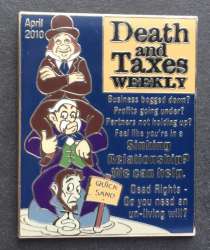 April
2010
Death
and
Taxes
WEEKLY
Business bogged down?
Profits going under?
Partners not holding up?
Feel like you're in a
Sinking
Relationship?
We can help.
Dead Rights -
Do you need an
un-living will?
QUICK
SAND